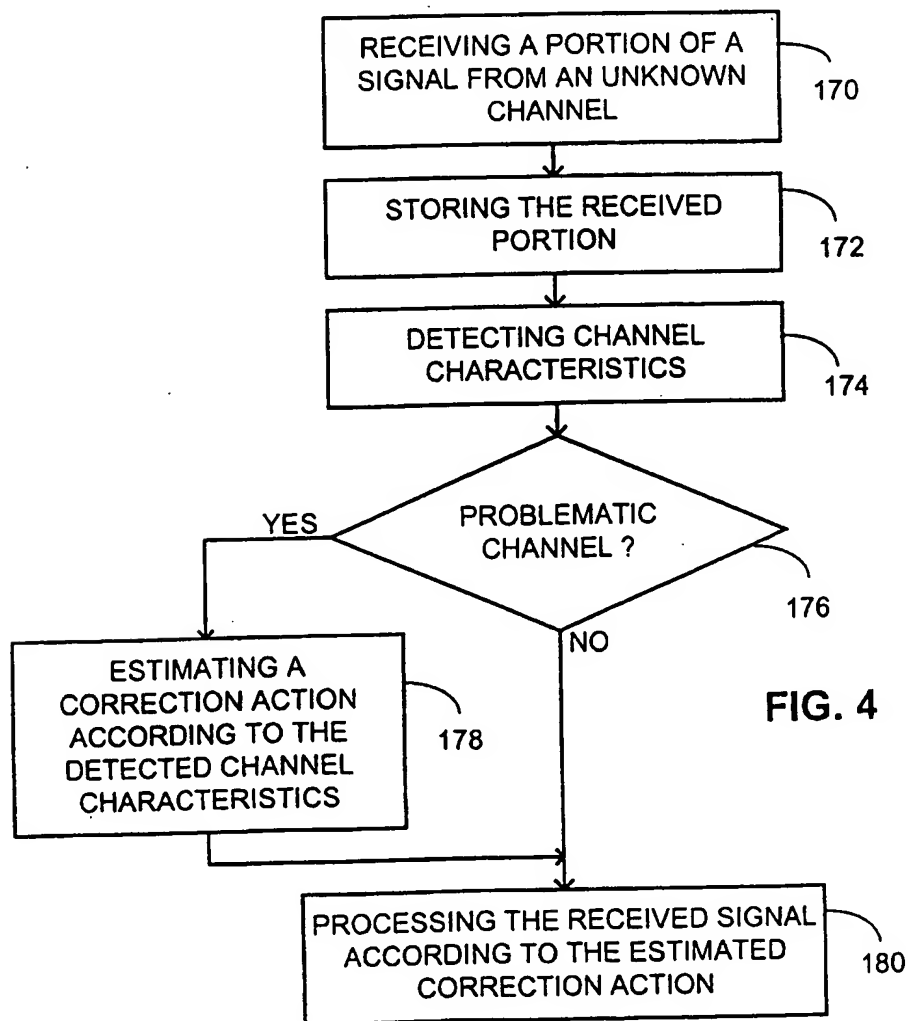 RECEIVING A PORTION OF A
SIGNAL FROM AN UNKNOWN
CHANNEL
170
STORING THE RECEIVED
PORTION
172
DETECTING CHANNEL
CHARACTERISTICS
174
PROBLEMATIC
CHANNEL ?
176
YES
NO
ESTIMATING A
CORRECTION ACTION
ACCORDING TO THE
DETECTED CHANNEL
CHARACTERISTICS
178
FIG. 4
PROCESSING THE RECEIVED SIGNAL
ACCORDING TO THE ESTIMATED
CORRECTION ACTION
180